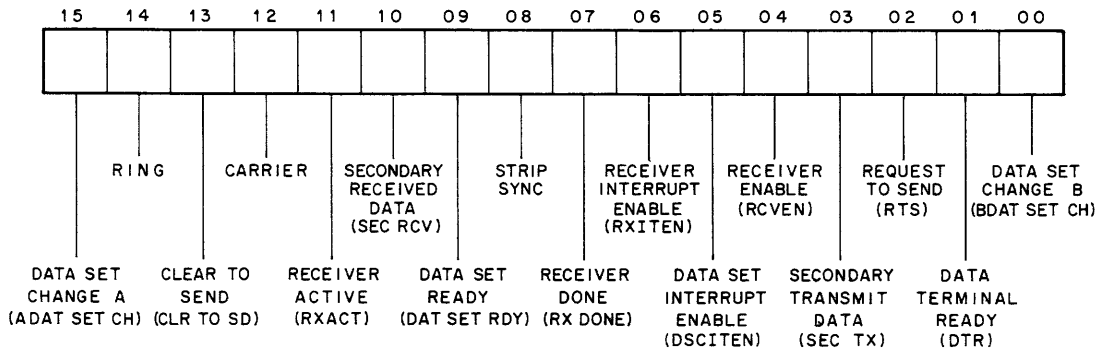 15 14 13 12 11 10 09 08 07 06 05 04 03 02 01 00
RING
CARRIER
SECONDARY
RECEIVED
DATA
(SEC RCV)
STRIP
SYNC
RECEIVER
INTERRUPT
ENABLE
(RXITEN)
RECEIVER
ENABLE
(RCVEN)
REQUEST
TO SEND
(RTS)
DATA SET
CHANGE B
(BDAT SET CH)
DATA SET
CHANGE A
(ADAT SET CH)
CLEAR TO
SEND
(CLR TO SD)
RECEIVER
ACTIVE
(RXACT)
DATA SET
READY
(DAT SET RDY)
RECEIVER
DONE
(RX DONE)
DATA SET
INTERRUPT
ENABLE
(DSCITEN)
SECONDARY
TRANSMIT
DATA
(SEC TX)
DATA
TERMINAL
READY
(DTR)